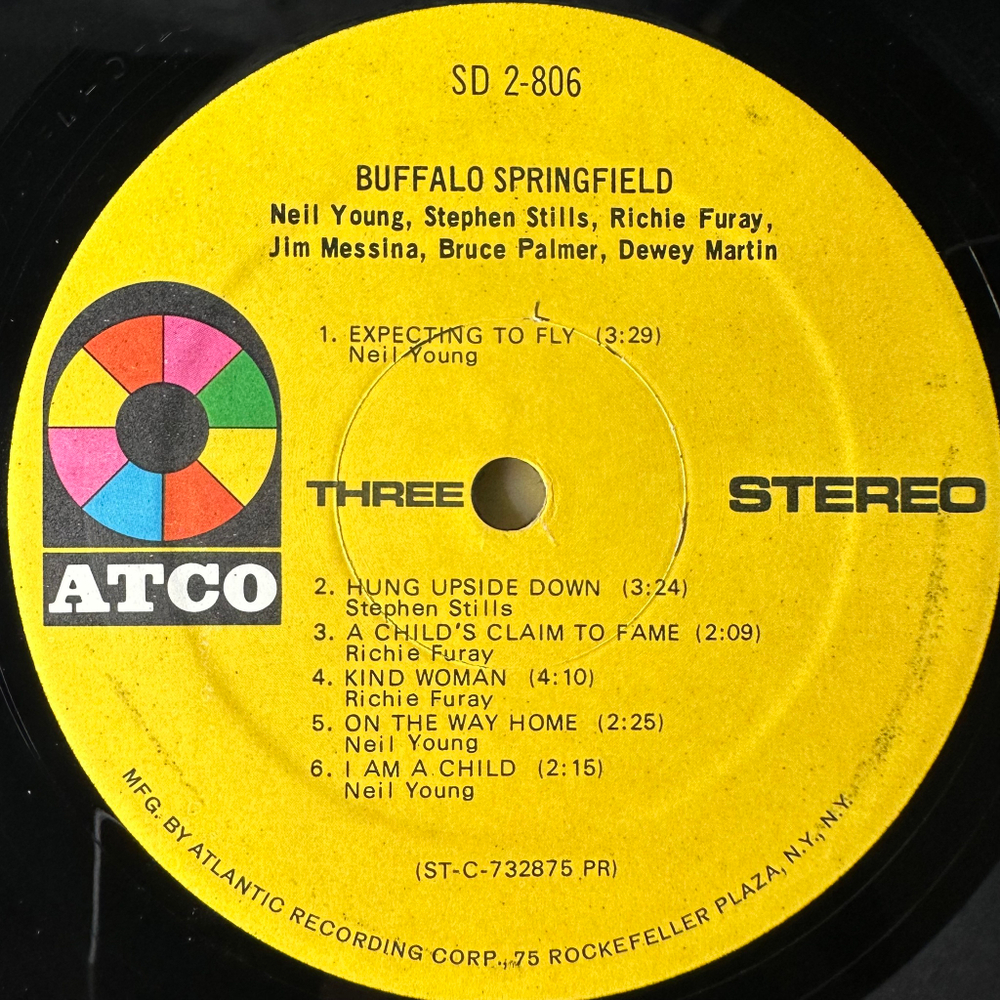 SD 2-806
BUFFALO SPRINGFIELD
Neil Young, Stephen Stills, Richie Furay,
Jim Messina, Bruce Palmer, Dewey Martin
1. EXPECTING TO FLY (3:29)
Neil Young
THREE
STEREO
ATCO
2. HUNG UPSIDE DOWN (3:24)
Stephen Stills
3. A CHILD'S CLAIM TO FAME (2:09)
Richie Furay
4. KIND WOMAN (4:10)
Richie Furay
5. ON THE WAY HOME (2:25)
Neil Young
6. I AM A CHILD (2:15)
Neil Young
(ST-C-732875 PR)
MFG. BY ATLANTIC RECORDING CORP., 75 ROCKEFELLER PLAZA, N.Y., N.Y.